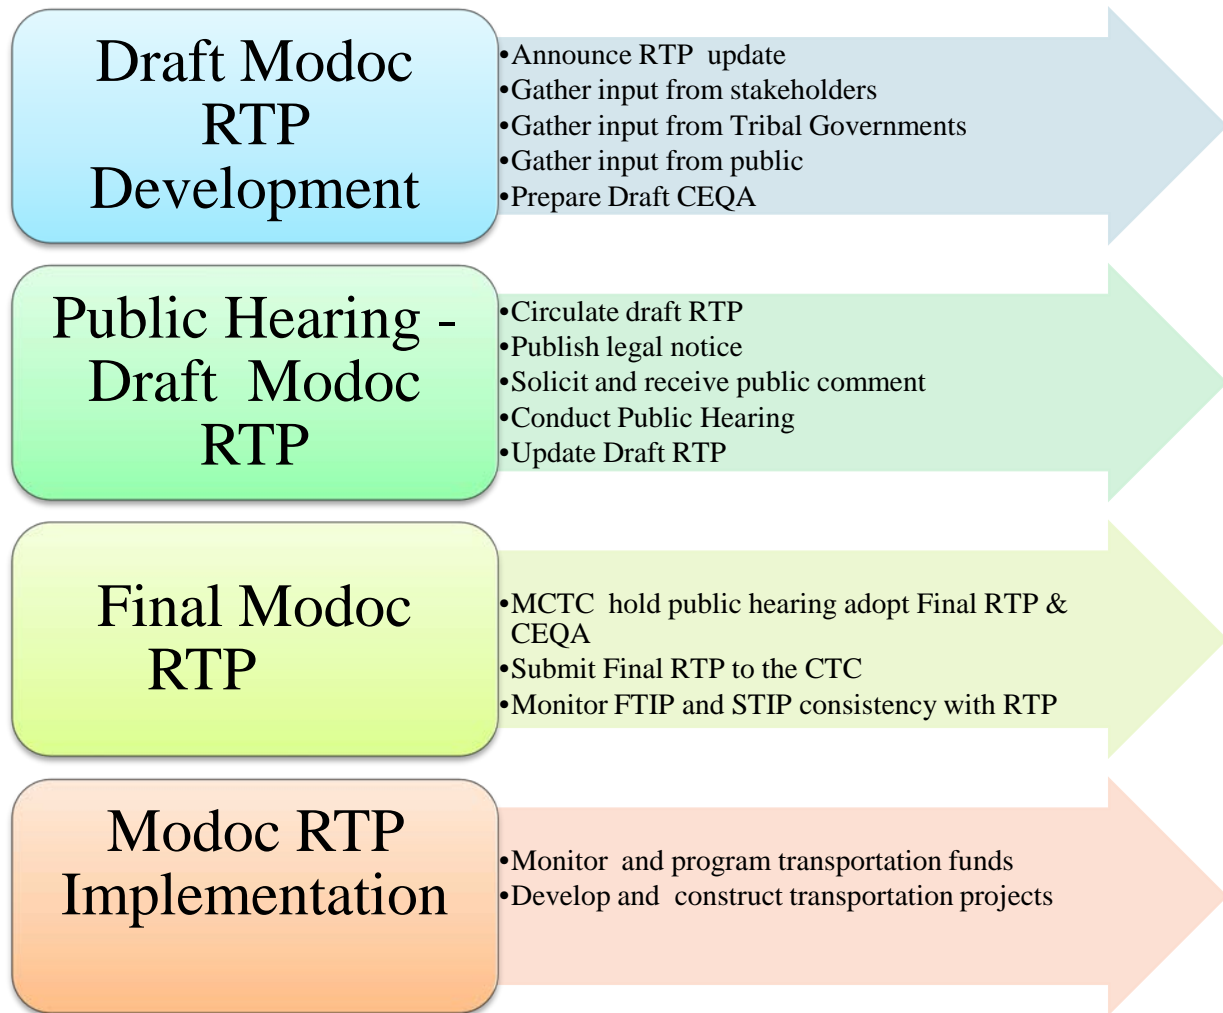 Draft Modoc
RTP
Development
•Announce RTP update
•Gather input from stakeholders
•Gather input from Tribal Governments
•Gather input from public
•Prepare Draft CEQA
Public Hearing -
Draft Modoc
RTP
•Circulate draft RTP
•Publish legal notice
•Solicit and receive public comment
•Conduct Public Hearing
•Update Draft RTP
Final Modoc
RTP
•MCTC hold public hearing adopt Final RTP &
CEQA
•Submit Final RTP to the CTC
•Monitor FTIP and STIP consistency with RTP
Modoc RTP
Implementation
•Monitor and program transportation funds
•Develop and construct transportation projects